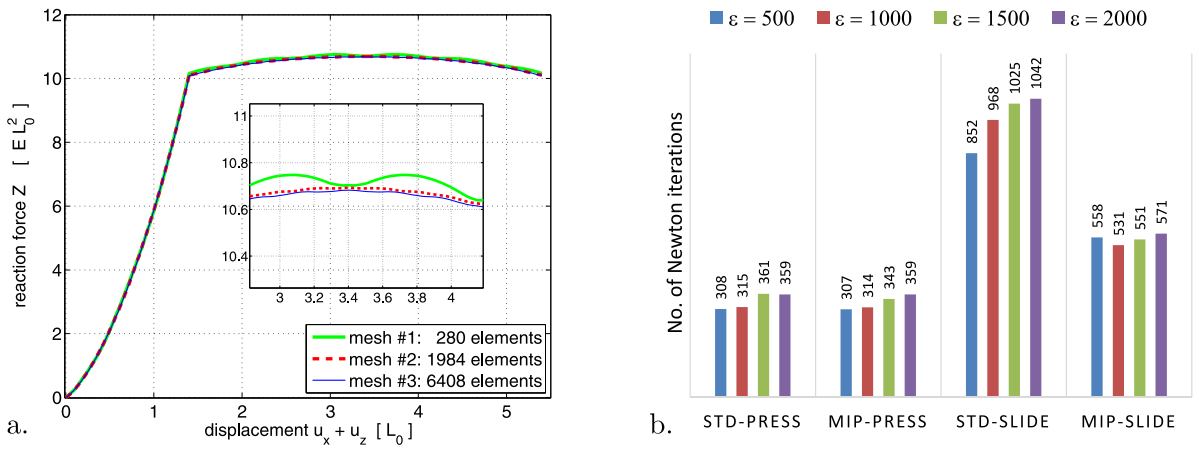 12
10
8
6
4
2
0
0 1 2 3 4 5
reaction force Z [ E L₀² ]
displacement uₓ + u_z [ L₀ ]
11
10.8
10.6
10.4
3 3.2 3.4 3.6 3.8 4
mesh #1: 280 elements
mesh #2: 1984 elements
mesh #3: 6408 elements
a.
ε = 500 ε = 1000 ε = 1500 ε = 2000
No. of Newton iterations
308 315 361 359
307 314 343 359
852 968 1025 1042
558 531 551 571
STD-PRESS MIP-PRESS STD-SLIDE MIP-SLIDE
b.